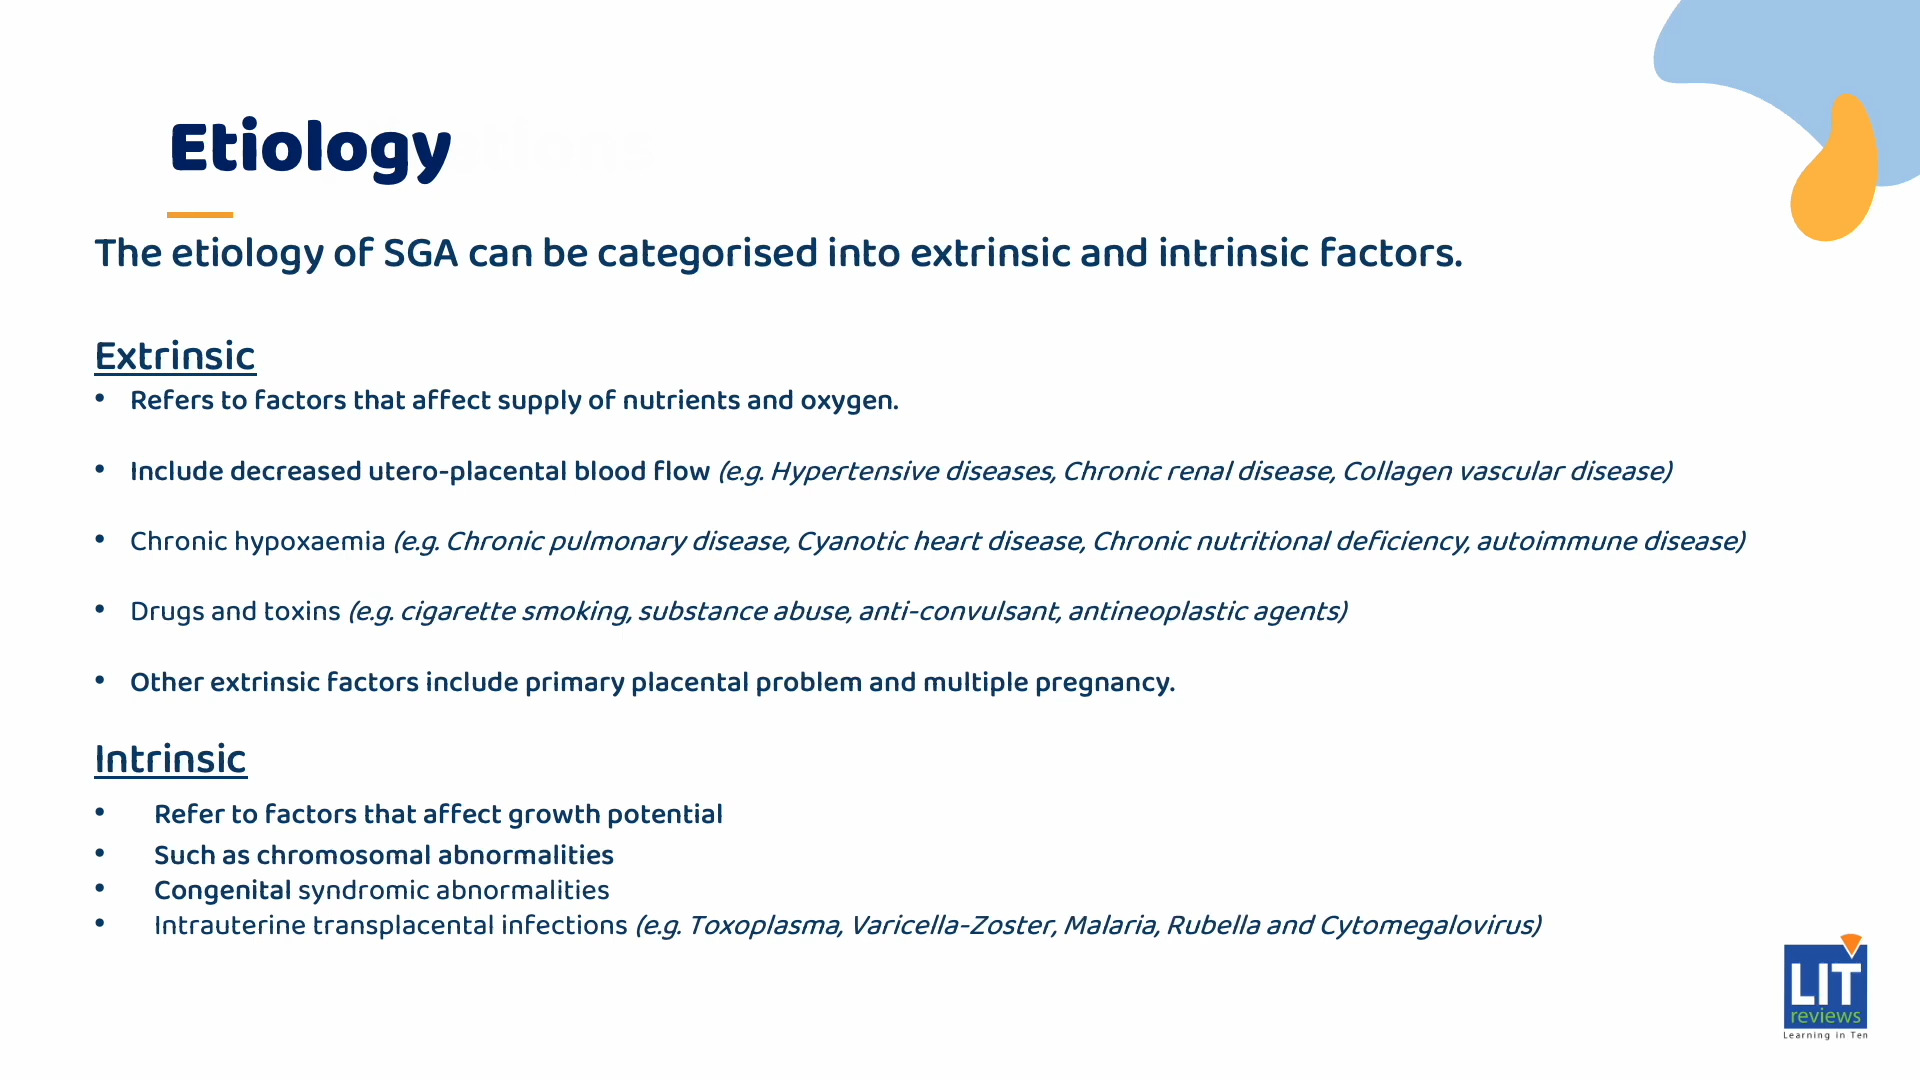 Etiology
The etiology of SGA can be categorised into extrinsic and intrinsic factors.
Extrinsic
• Refers to factors that affect supply of nutrients and oxygen.
• Include decreased utero-placental blood flow (e.g. Hypertensive diseases, Chronic renal disease, Collagen vascular disease)
• Chronic hypoxaemia (e.g. Chronic pulmonary disease, Cyanotic heart disease, Chronic nutritional deficiency, autoimmune disease)
• Drugs and toxins (e.g. cigarette smoking, substance abuse, anti-convulsant, antineoplastic agents)
• Other extrinsic factors include primary placental problem and multiple pregnancy.
Intrinsic
• Refer to factors that affect growth potential
• Such as chromosomal abnormalities
• Congenital syndromic abnormalities
• Intrauterine transplacental infections (e.g. Toxoplasma, Varicella-Zoster, Malaria, Rubella and Cytomegalovirus)
LIT
reviews
Learning in Ten